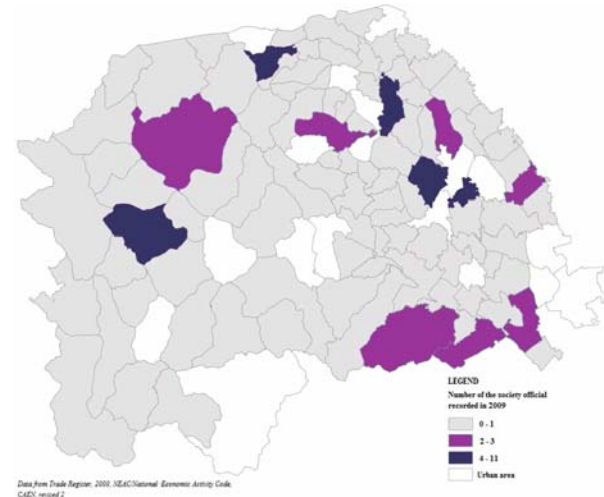 LEGEND
Number of the society official
recorded in 2009
0 - 1
2 - 3
4 - 11
Urban area
Data from Trade Register, 2009, NEAC/National Economic Activity Code,
CAEN, revised 2